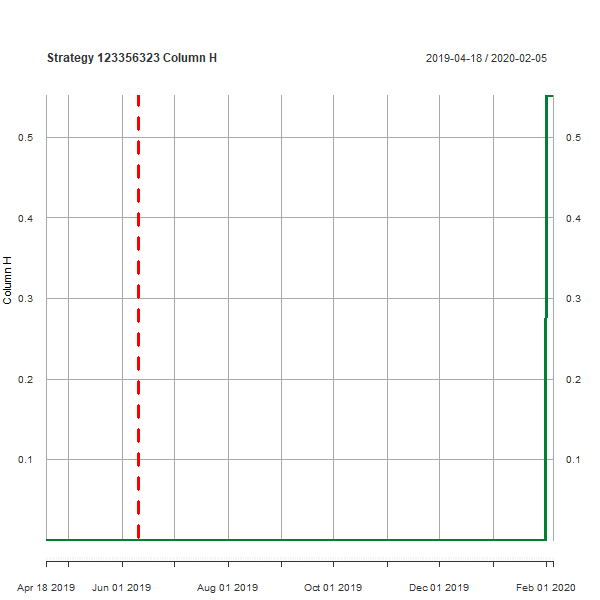 Strategy 123356323 Column H 2019-04-18 / 2020-02-05
0.5 0.5
0.4 0.4
0.3 0.3
0.2 0.2
0.1 0.1
Column H
Apr 18 2019 Jun 01 2019 Aug 01 2019 Oct 01 2019 Dec 01 2019 Feb 01 2020